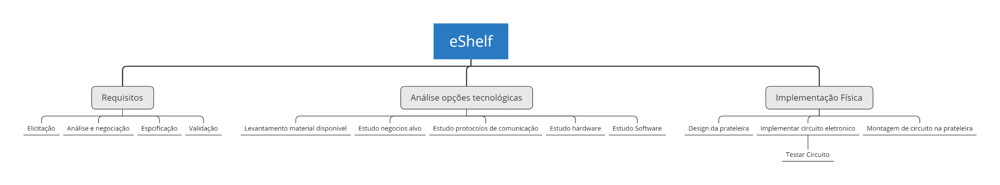 eShelf
Requisitos
Análise opções tecnológicas
Implementação Física
Elicitação
Análise e negociação
Espcificação
Validação
Levantamento material disponivel
Estudo negocios alvo
Estudo protocolos de comunicação
Estudo hardware
Estudo Software
Design da prateleira
Implementar circuito eletronico
Montagem de circuito na prateleira
Testar Circuito